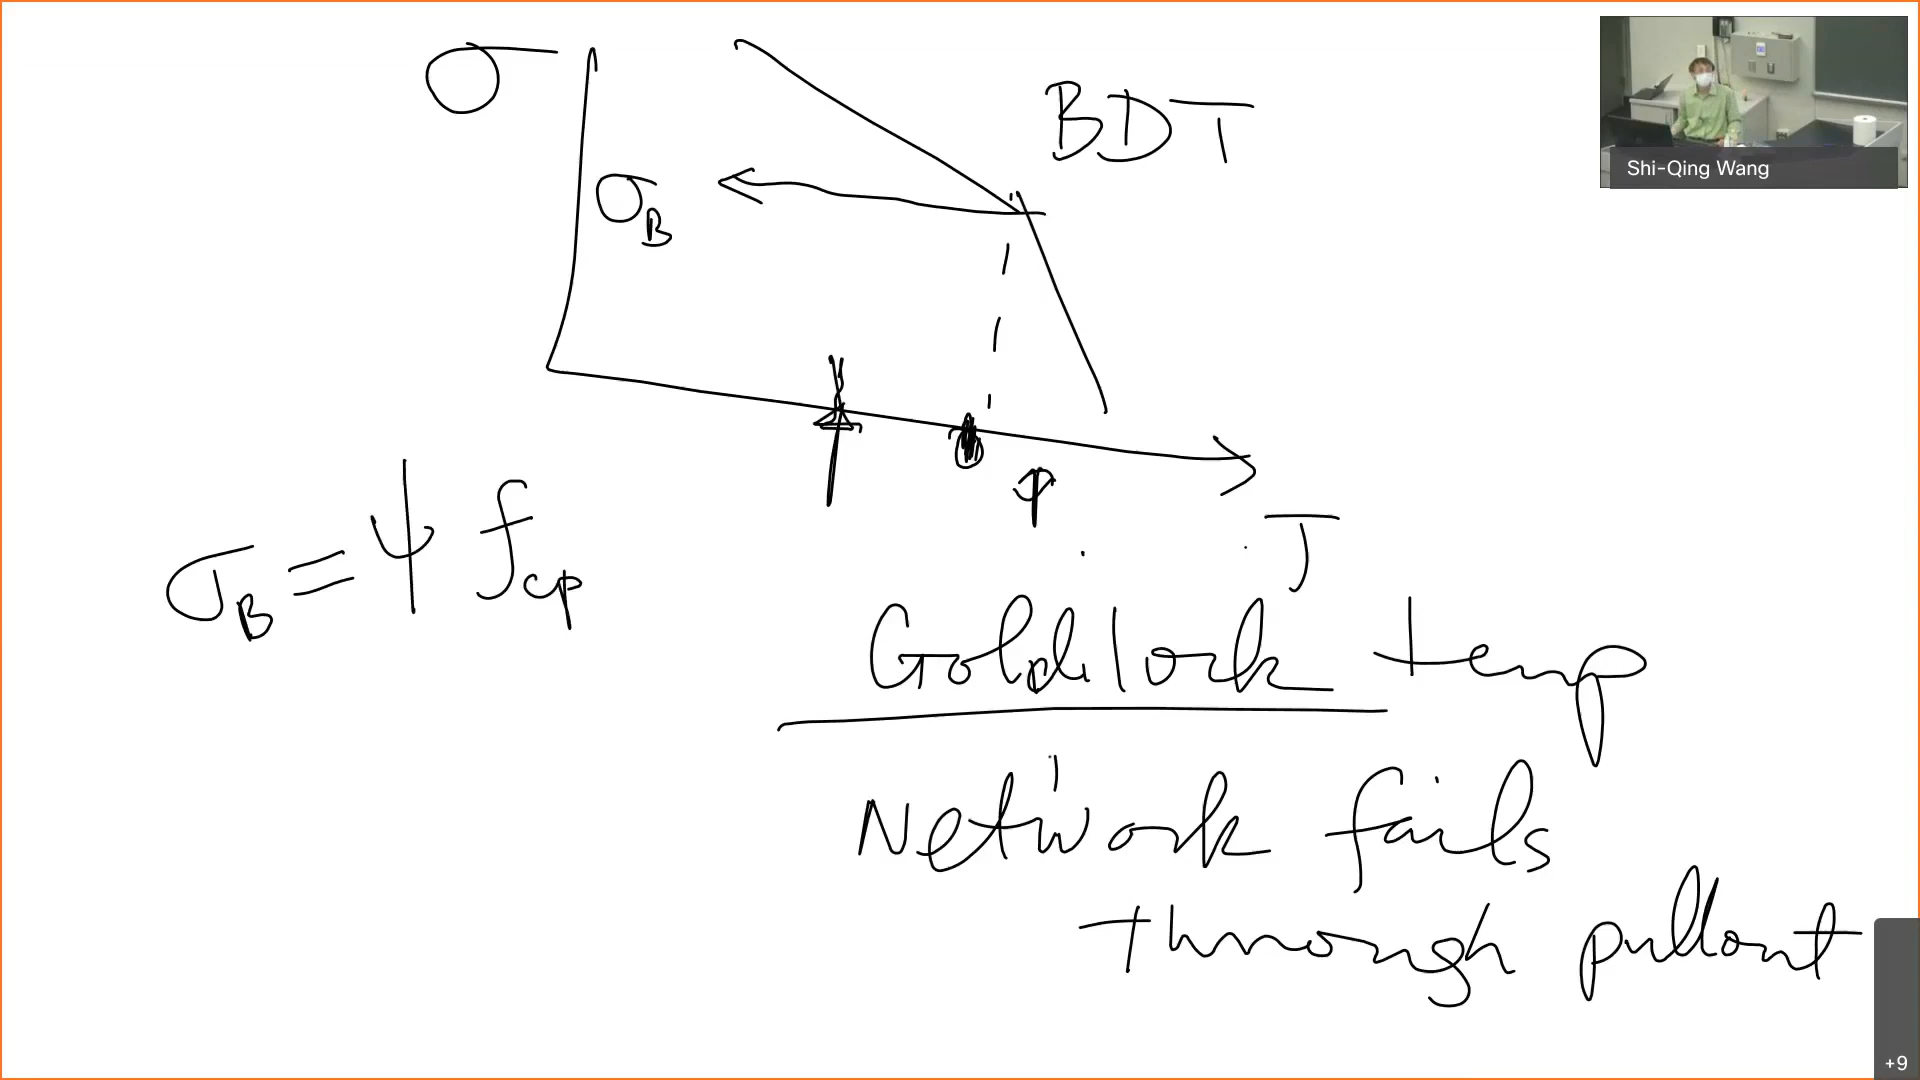 σ
BDT
Shi-Qing Wang
σ_B
T
σ_B = ψ f_cp
Goldilock temp
Network fails
through pullout
+9